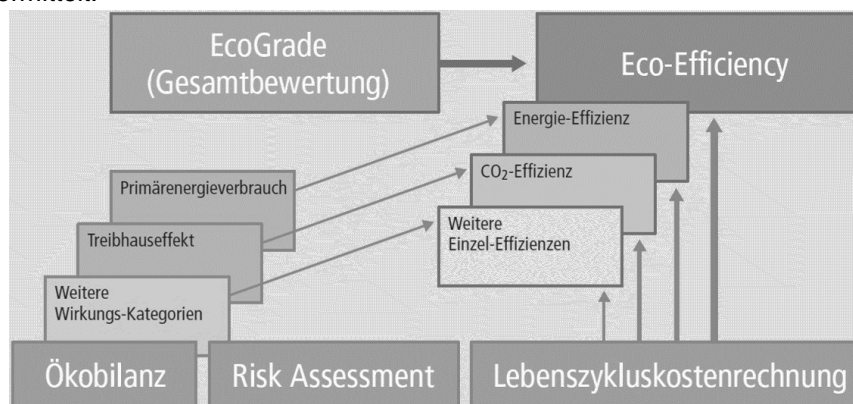 EcoGrade
(Gesamtbewertung)
Eco-Efficiency
Energie-Effizienz
CO₂-Effizienz
Weitere
Einzel-Effizienzen
Primärenergieverbrauch
Treibhauseffekt
Weitere
Wirkungs-Kategorien
Ökobilanz
Risk Assessment
Lebenszykluskostenrechnung